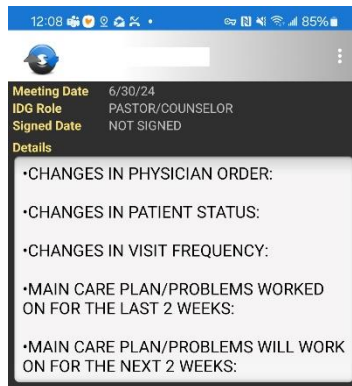 12:08 85%
Meeting Date 6/30/24
IDG Role PASTOR/COUNSELOR
Signed Date NOT SIGNED
Details
•CHANGES IN PHYSICIAN ORDER:
•CHANGES IN PATIENT STATUS:
•CHANGES IN VISIT FREQUENCY:
•MAIN CARE PLAN/PROBLEMS WORKED
ON FOR THE LAST 2 WEEKS:
•MAIN CARE PLAN/PROBLEMS WILL WORK
ON FOR THE NEXT 2 WEEKS: